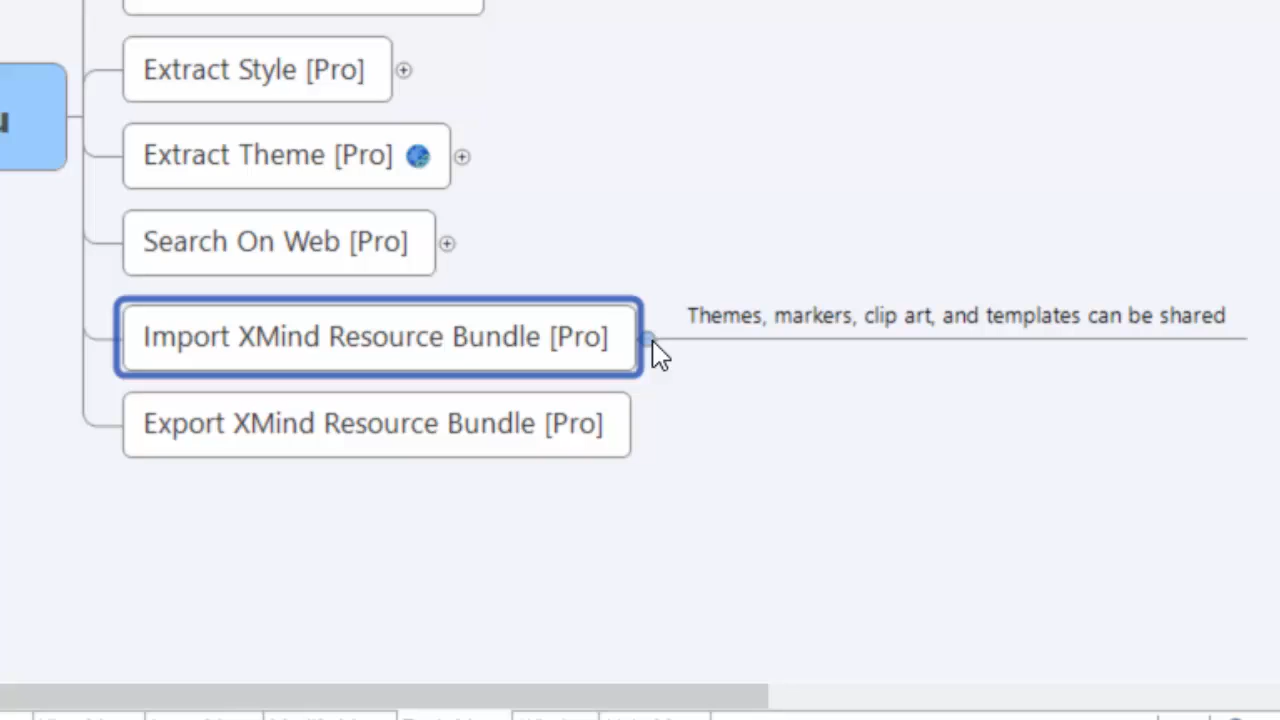 Extract Style [Pro]
Extract Theme [Pro]
Search On Web [Pro]
Import XMind Resource Bundle [Pro]
Themes, markers, clip art, and templates can be shared
Export XMind Resource Bundle [Pro]